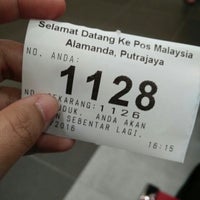 Selamat Datang Ke Pos Malaysia
Alamanda, Putrajaya
NO. ANDA:
1128
NO. SEKARANG: 1126
ANDA AKAN
SEBENTAR LAGI.
2016 16:15